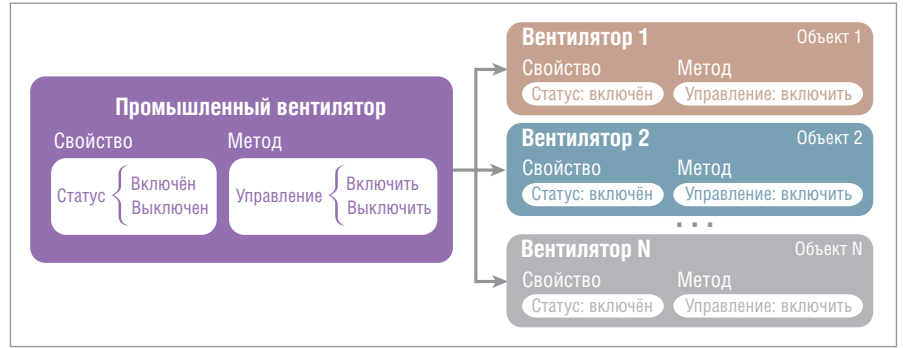 Промышленный вентилятор
Свойство Метод
Статус Включён Выключен
Управление Включить Выключить
Вентилятор 1 Объект 1
Свойство Метод
Статус: включён Управление: включить
Вентилятор 2 Объект 2
Свойство Метод
Статус: включён Управление: включить
...
Вентилятор N Объект N
Свойство Метод
Статус: включён Управление: включить